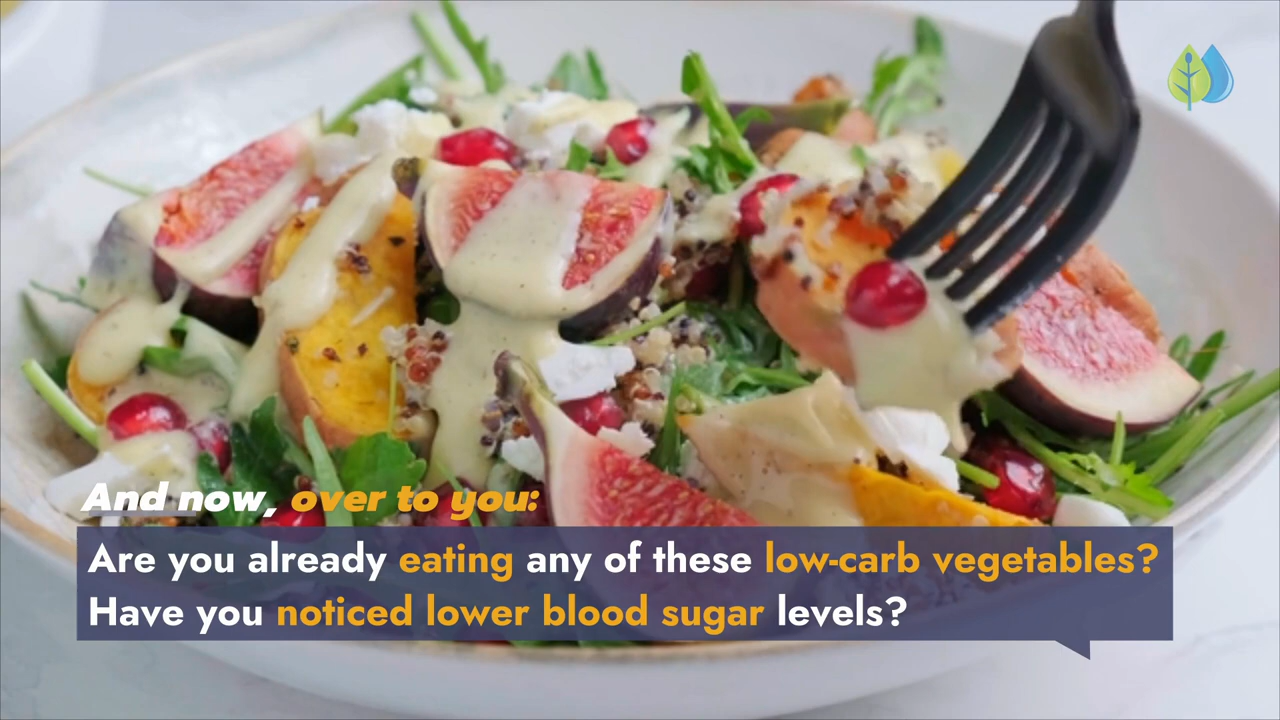 And now, over to you:
Are you already eating any of these low-carb vegetables?
Have you noticed lower blood sugar levels?